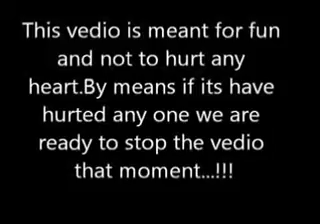 This vedio is meant for fun
and not to hurt any
heart.By means if its have
hurted any one we are
ready to stop the vedio
that moment...!!!